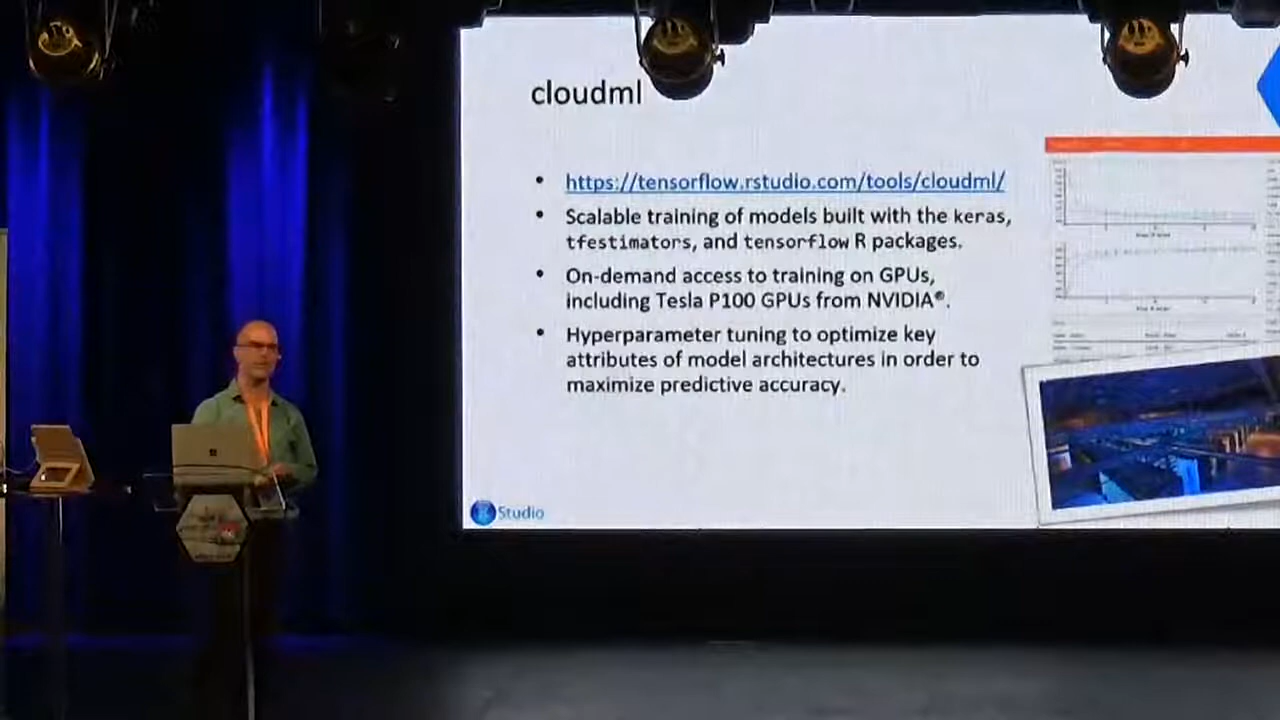 cloudml
https://tensorflow.rstudio.com/tools/cloudml/
Scalable training of models built with the keras,
tfestimators, and tensorflow R packages.
On-demand access to training on GPUs,
including Tesla P100 GPUs from NVIDIA®.
Hyperparameter tuning to optimize key
attributes of model architectures in order to
maximize predictive accuracy.
R Studio